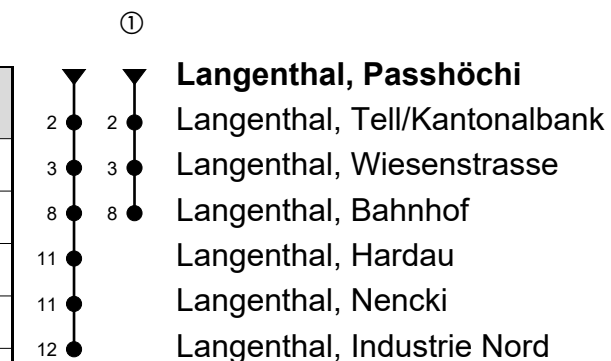 ①
Langenthal, Passhöchi
2 2 Langenthal, Tell/Kantonalbank
3 3 Langenthal, Wiesenstrasse
8 8 Langenthal, Bahnhof
11 Langenthal, Hardau
11 Langenthal, Nencki
12 Langenthal, Industrie Nord